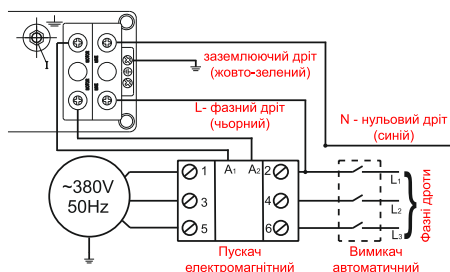 заземлюючий дріт
(жовто-зелений)
L- фазний дріт
(чьорний)
N - нульовий дріт
(синій)
~380V
50Hz
1 A1 A2 2 L1
3 4 L2
5 6 L3
Фазні дроти
Пускач
електромагнітний
Вимикач
автоматичний